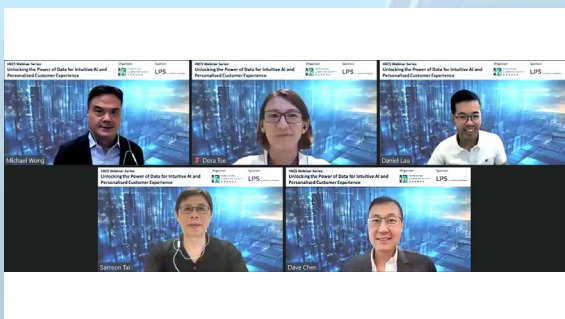 HKCS Webinar Series:
Unlocking the Power of Data for Intuitive AI and
Personalised Customer Experience
Organiser
Sponsor
LPS
HKCS Webinar Series:
Unlocking the Power of Data for Intuitive AI and
Personalised Customer Experience
Organiser
Sponsor
LPS
HKCS Webinar Series:
Unlocking the Power of Data for Intuitive AI and
Personalised Customer Experience
Organiser
Sponsor
LPS
Michael Wong
Dora Tse
Daniel Lau
HKCS Webinar Series:
Unlocking the Power of Data for Intuitive AI and
Personalised Customer Experience
Organiser
Sponsor
LPS
HKCS Webinar Series:
Unlocking the Power of Data for Intuitive AI and
Personalised Customer Experience
Organiser
Sponsor
LPS
Samson Tai
Dave Chen